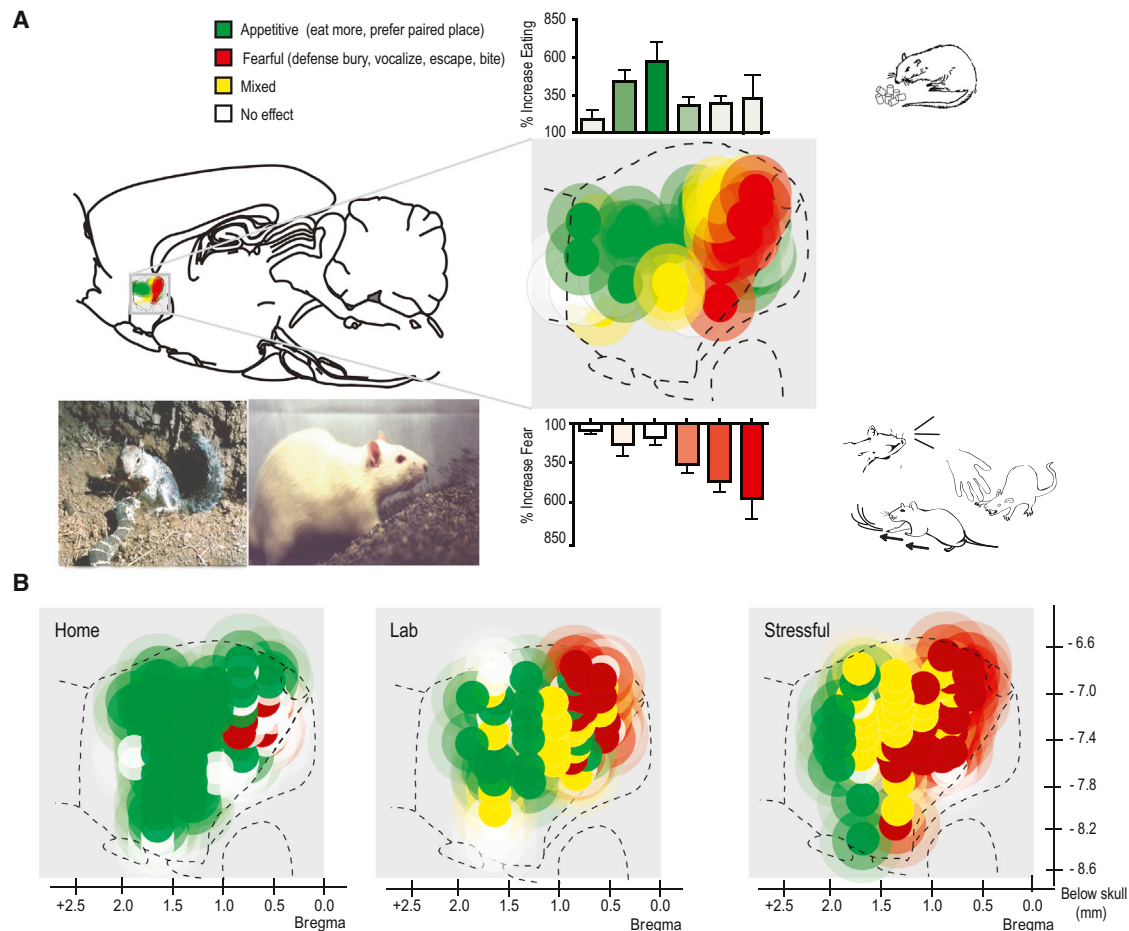 A
Appetitive (eat more, prefer paired place)
Fearful (defense bury, vocalize, escape, bite)
Mixed
No effect
% Increase Eating
850
600
350
100
% Increase Fear
100
350
600
850
B
Home
Lab
Stressful
- 6.6
- 7.0
- 7.4
- 7.8
- 8.2
- 8.6
Below skull
(mm)
+2.5 2.0 1.5 1.0 0.5 0.0
Bregma
+2.5 2.0 1.5 1.0 0.5 0.0
Bregma
+2.5 2.0 1.5 1.0 0.5 0.0
Bregma